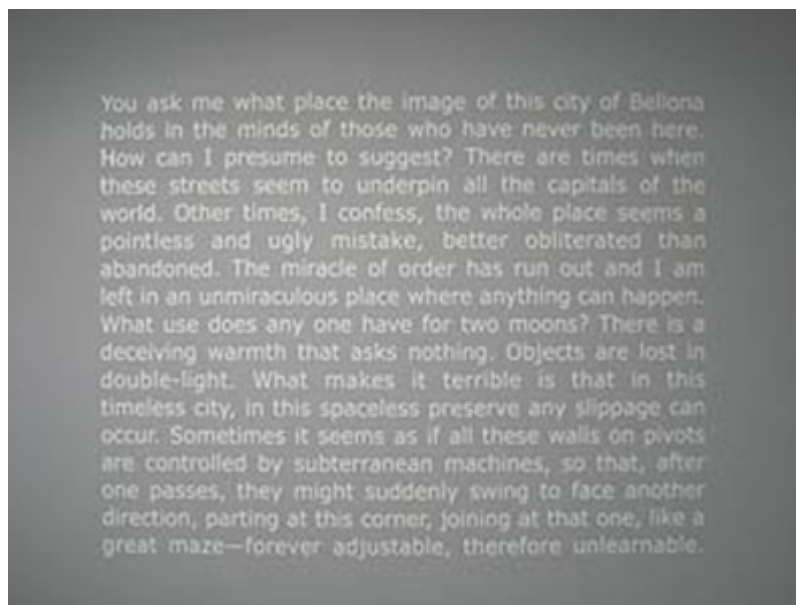 You ask me what place the image of this city of Bellona
holds in the minds of those who have never been here.
How can I presume to suggest? There are times when
these streets seem to underpin all the capitals of the
world. Other times, I confess, the whole place seems a
pointless and ugly mistake, better obliterated than
abandoned. The miracle of order has run out and I am
left in an unmiraculous place where anything can happen.
What use does any one have for two moons? There is a
deceiving warmth that asks nothing. Objects are lost in
double-light. What makes it terrible is that in this
timeless city, in this spaceless preserve any slippage can
occur. Sometimes it seems as if all these walls on pivots
are controlled by subterranean machines, so that, after
one passes, they might suddenly swing to face another
direction, parting at this corner, joining at that one, like a
great maze—forever adjustable, therefore unlearnable.